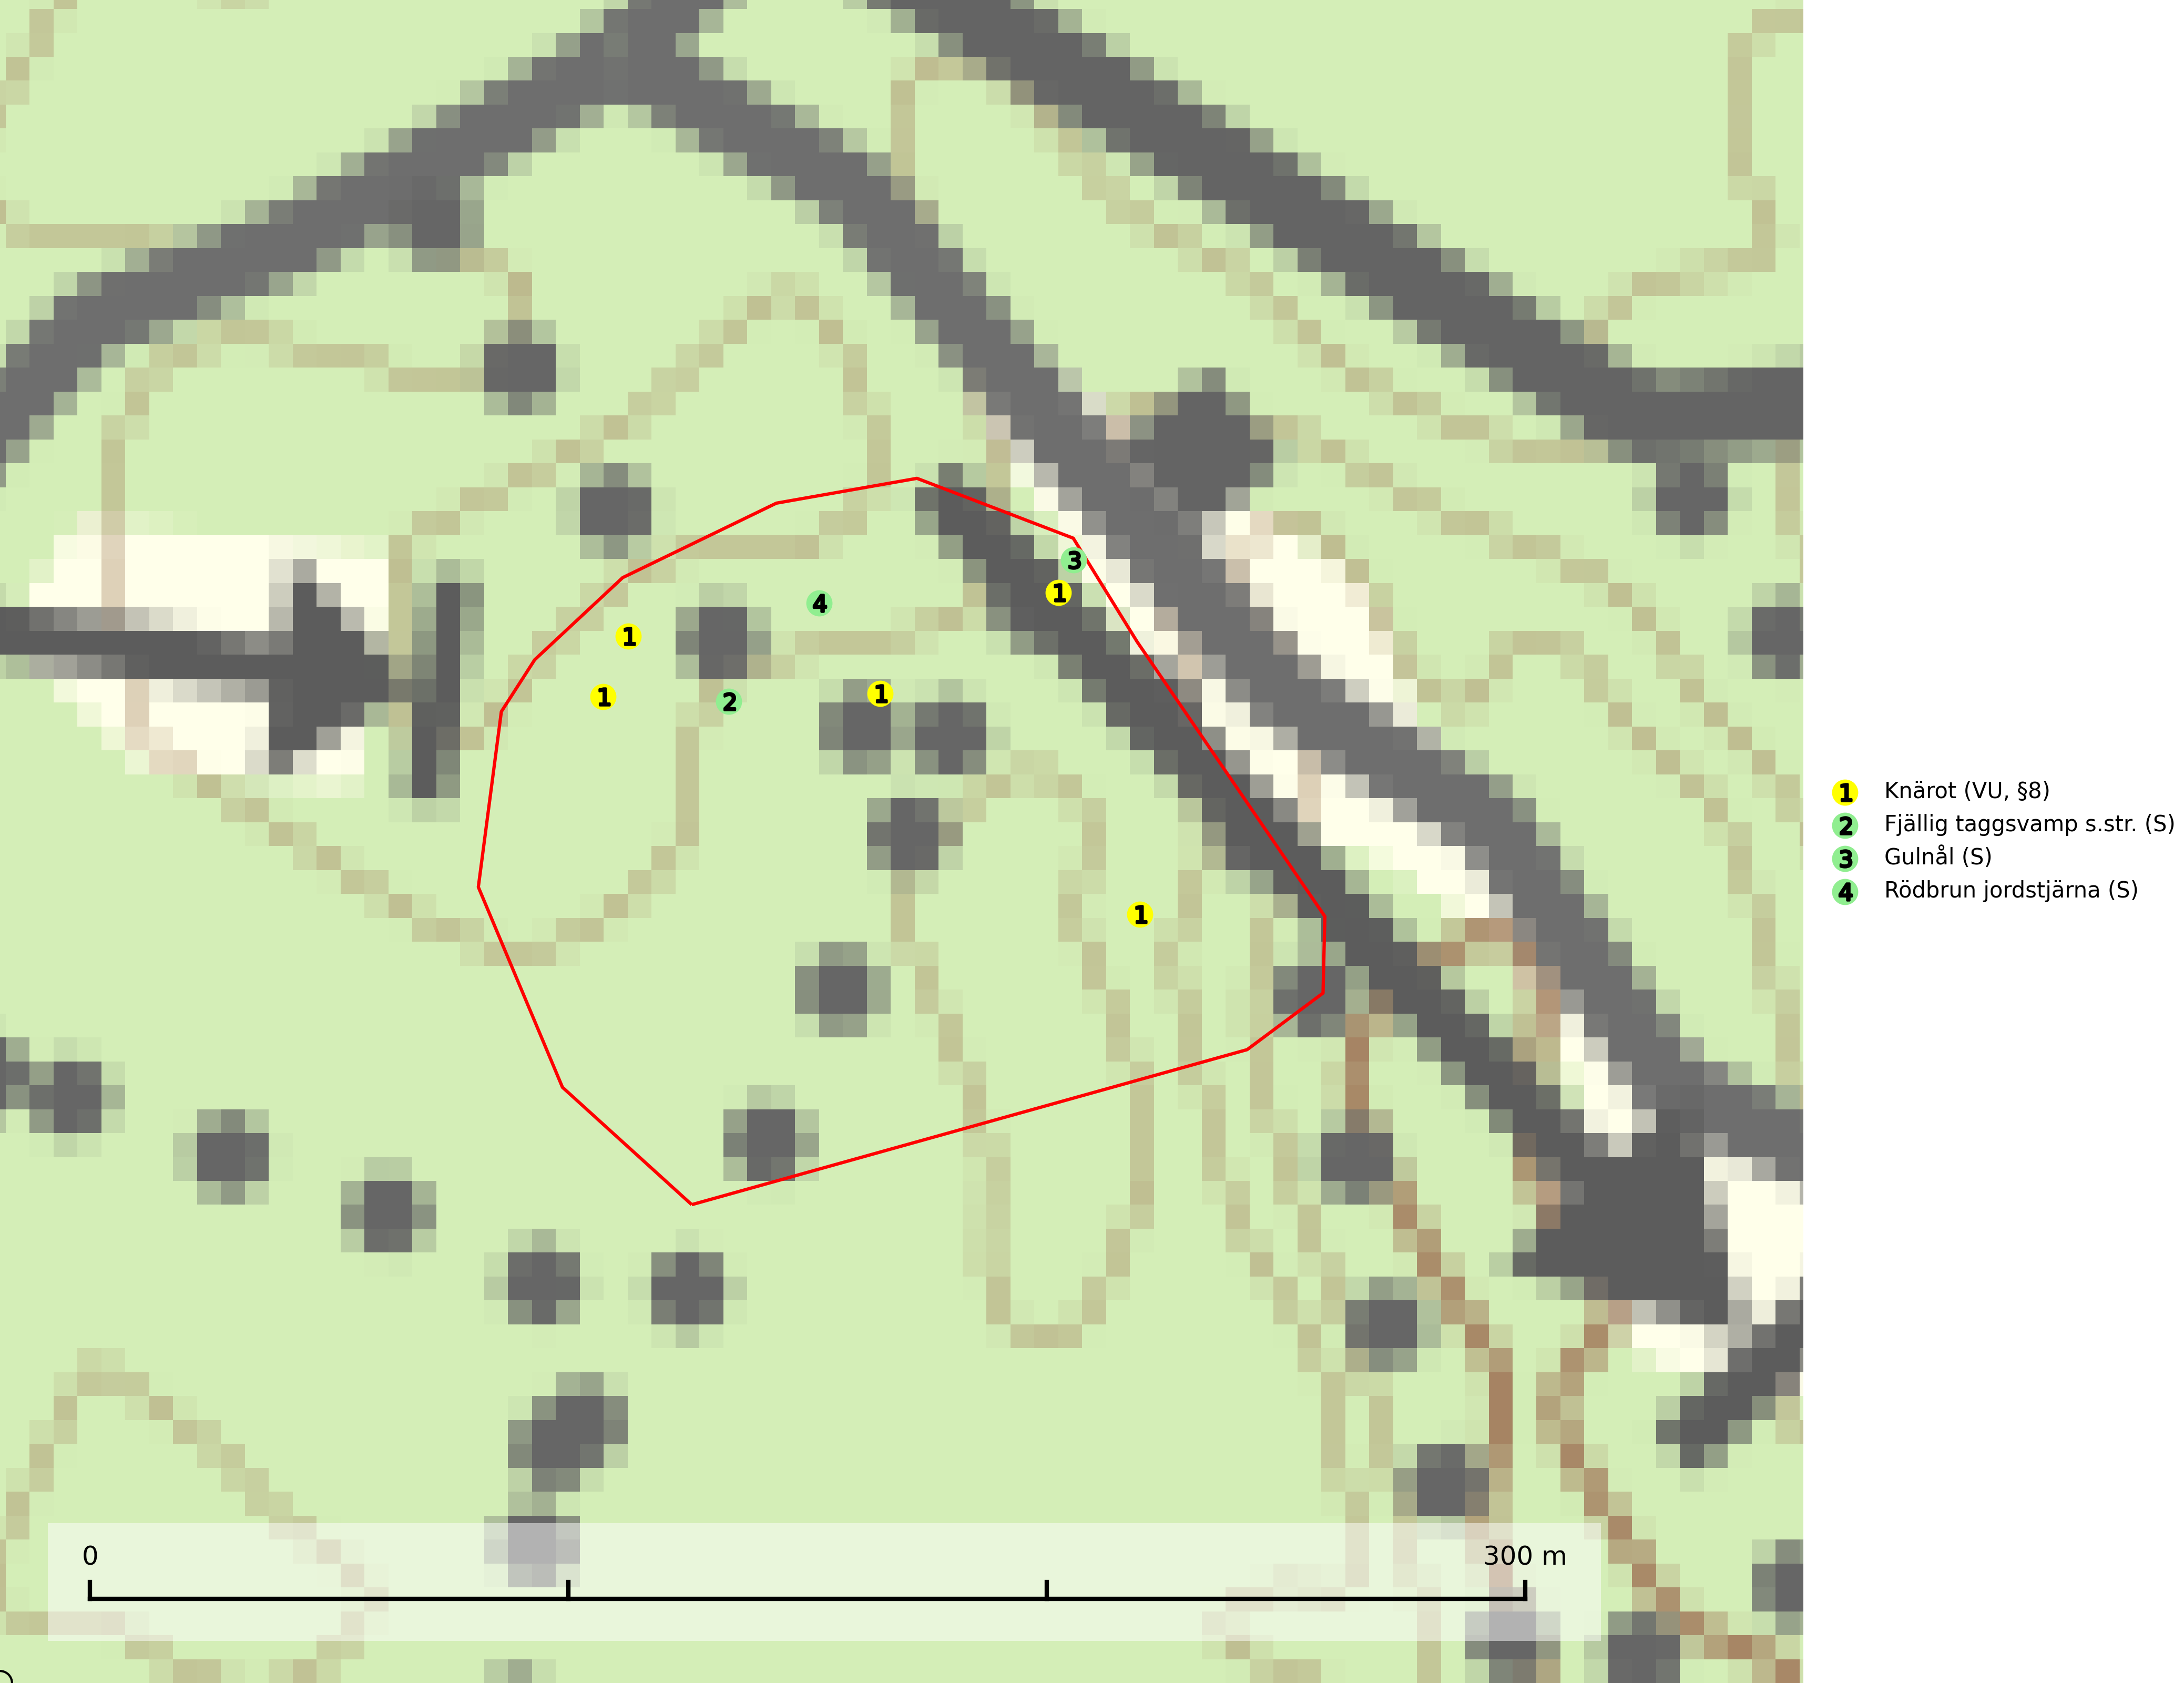 3
1
4
1
1
2
1
1
1 Knärot (VU, §8)
2 Fjällig taggsvamp s.str. (S)
3 Gulnål (S)
4 Rödbrun jordstjärna (S)
0 300 m